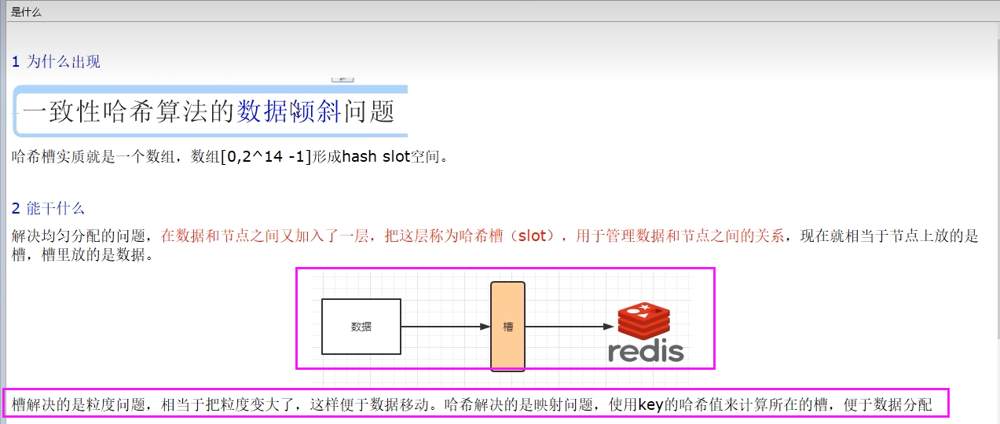 是什么
1 为什么出现
一致性哈希算法的数据倾斜问题
哈希槽实质就是一个数组，数组[0,2^14 -1]形成hash slot空间。
2 能干什么
解决均匀分配的问题，在数据和节点之间又加入了一层，把这层称为哈希槽（slot），用于管理数据和节点之间的关系，现在就相当于节点上放的是
槽，槽里放的是数据。
数据
槽
redis
槽解决的是粒度问题，相当于把粒度变大了，这样便于数据移动。哈希解决的是映射问题，使用key的哈希值来计算所在的槽，便于数据分配